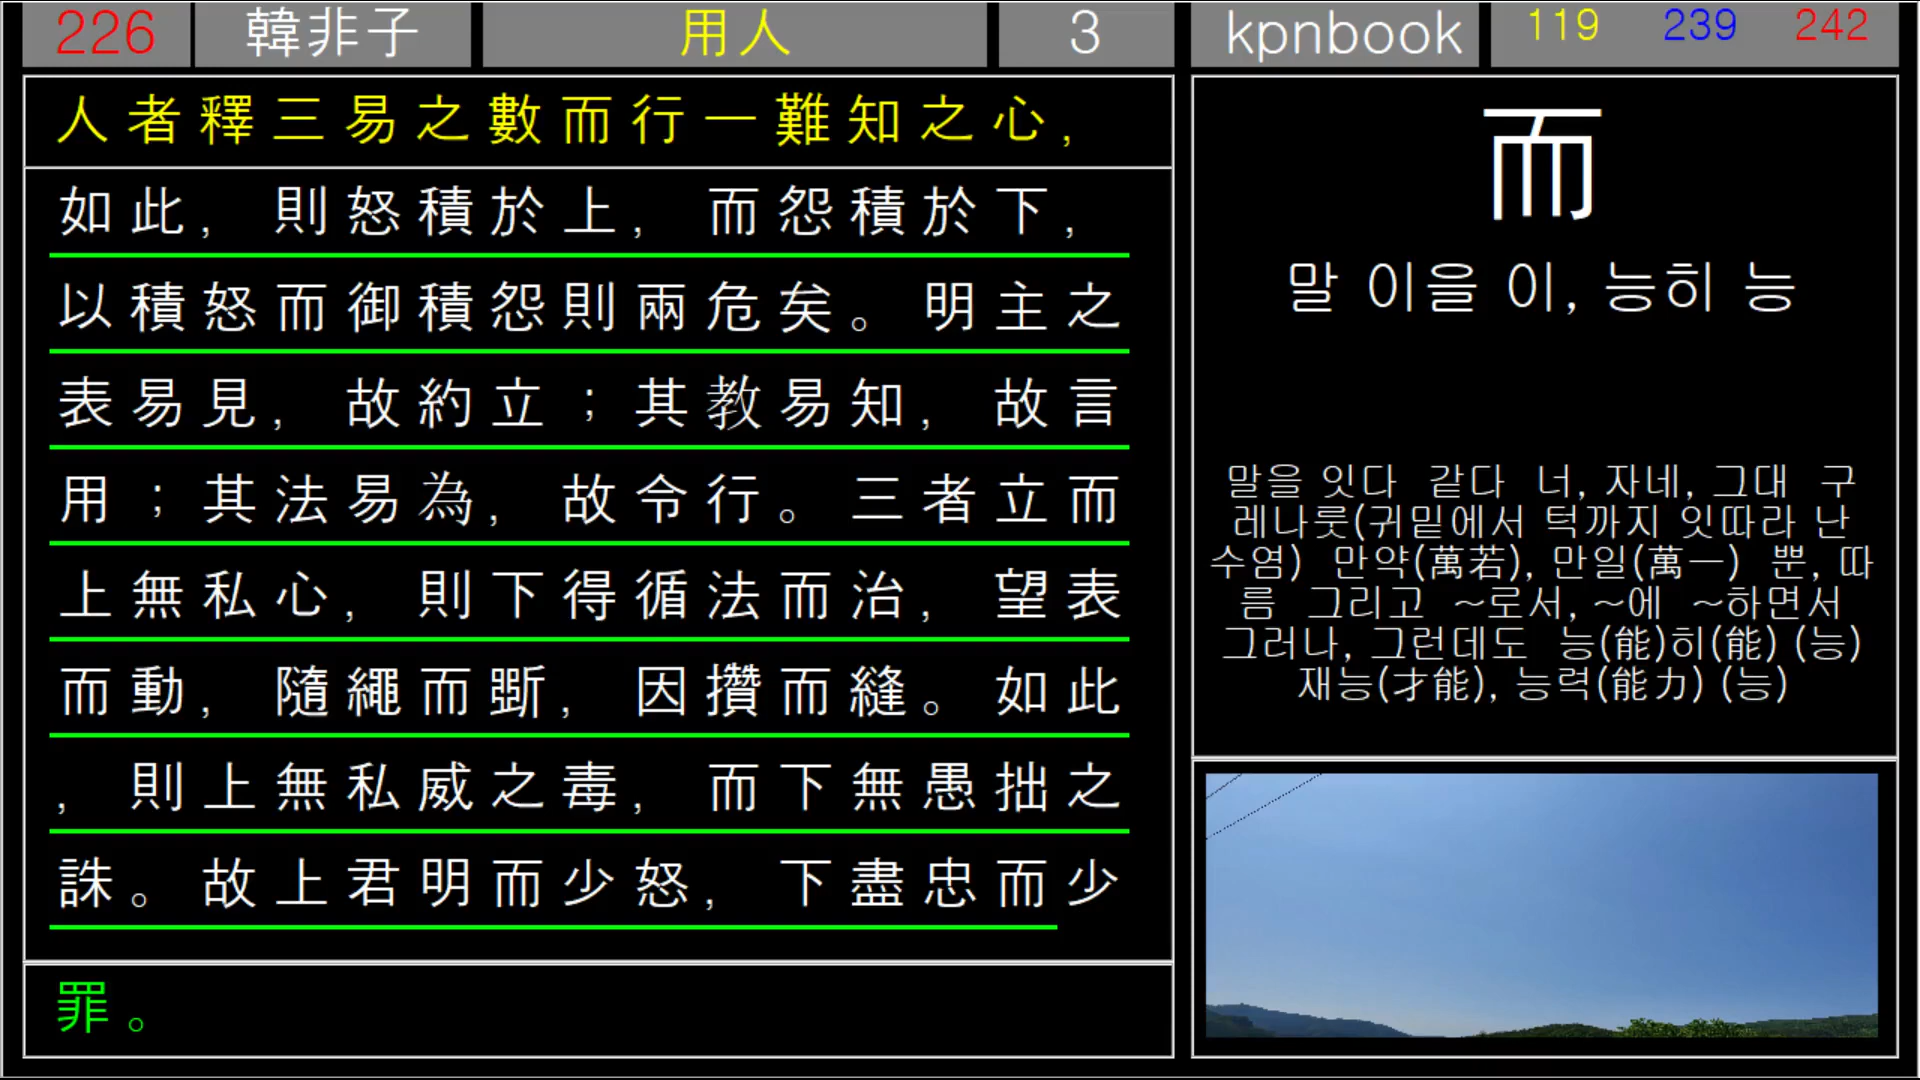 226 韓非子 用人 3 kpnbook 119 239 242
人者釋三易之數而行一難知之心,
如此, 則怒積於上, 而怨積於下,
以積怒而御積怨則兩危矣。明主之
表易見, 故約立；其教易知, 故言
用；其法易為, 故令行。三者立而
上無私心, 則下得循法而治, 望表
而動, 隨繩而斲, 因攢而縫。如此
, 則上無私威之毒, 而下無愚拙之
誅。故上君明而少怒, 下盡忠而少
罪。
而
말 이을 이, 능히 능
말을 잇다 같다 너, 자네, 그대 구
레나룻(귀밑에서 턱까지 잇따라 난
수염) 만약(萬若), 만일(萬一) 뿐, 따
름 그리고 ~로서, ~에 ~하면서
그러나, 그런데도 능(能)히(能) (능)
재능(才能), 능력(能力) (능)